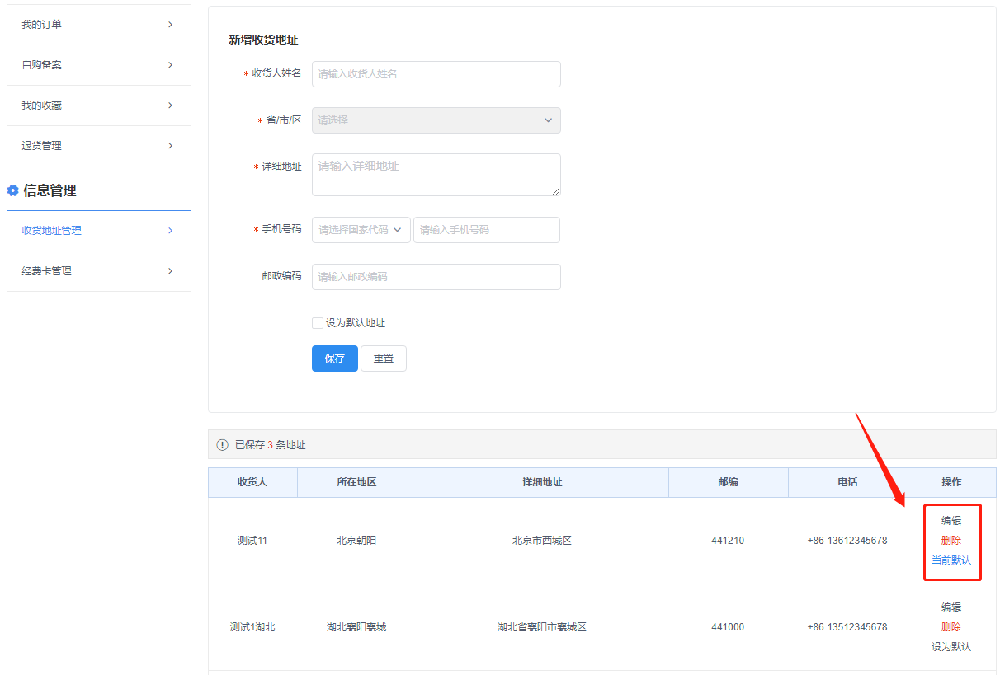 我的订单
自购备案
我的收藏
退货管理
信息管理
收货地址管理
经费卡管理
新增收货地址
* 收货人姓名 请输入收货人姓名
* 省/市/区 请选择
* 详细地址 请输入详细地址
* 手机号码 请选择国家代码 请输入手机号码
邮政编码 请输入邮政编码
设为默认地址
保存 重置
已保存 3 条地址
收货人 所在地区 详细地址 邮编 电话 操作
编辑
测试11 北京朝阳 北京市西城区 441210 +86 13612345678 删除
当前默认
编辑
测试1湖北 湖北襄阳襄城 湖北省襄阳市襄城区 441000 +86 13512345678 删除
设为默认